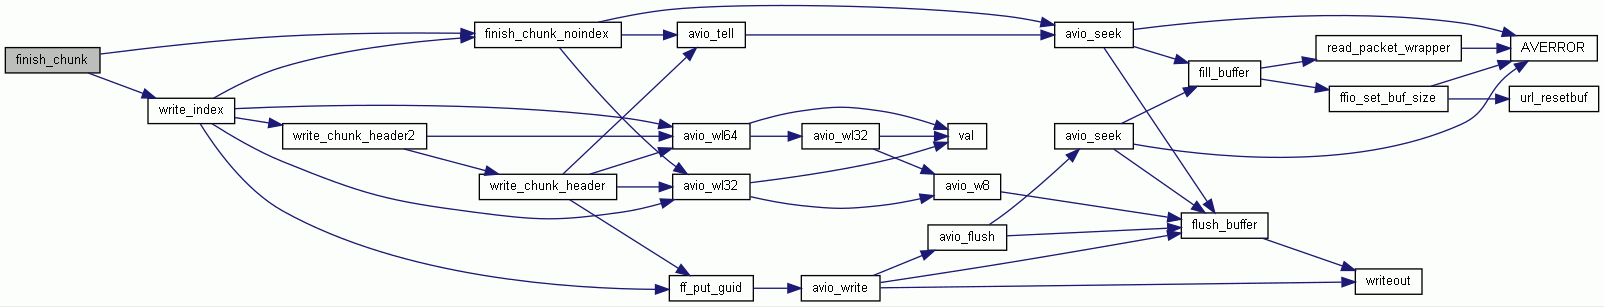 finish_chunk
write_index
finish_chunk_noindex
write_chunk_header2
write_chunk_header
avio_tell
avio_wl64
avio_wl32
ff_put_guid
avio_wl32
avio_write
val
avio_w8
avio_flush
avio_seek
avio_seek
fill_buffer
flush_buffer
read_packet_wrapper
ffio_set_buf_size
writeout
AVERROR
url_resetbuf